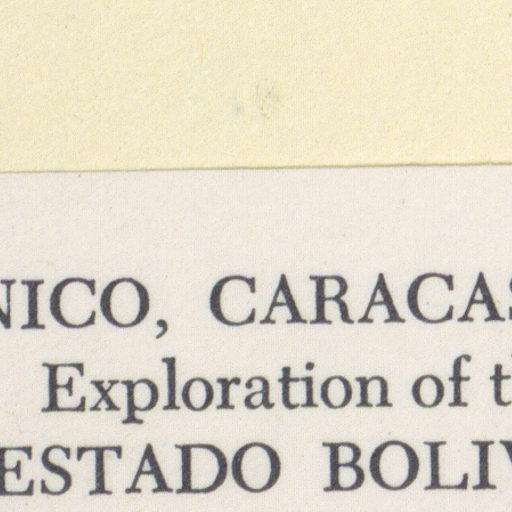 NICO, CARACAS
Exploration of t
ESTADO BOLIV